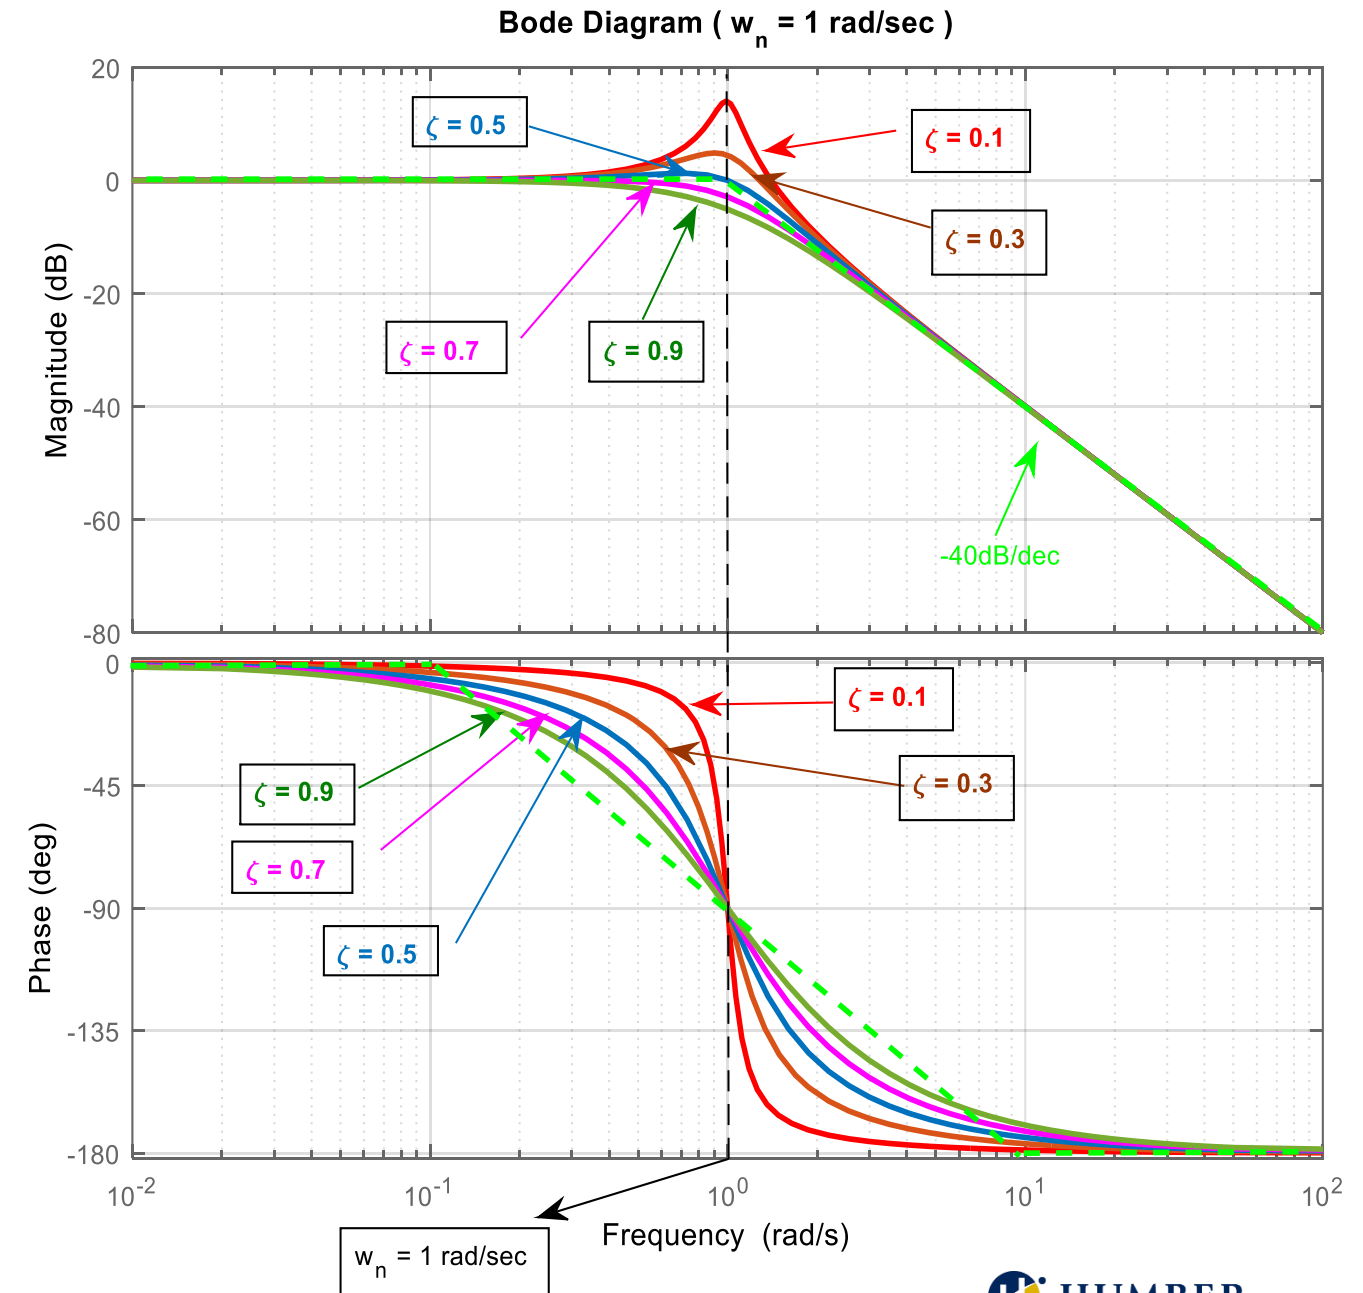 Bode Diagram ( wn = 1 rad/sec )
20
0
-20
-40
-60
-80
Magnitude (dB)
ζ = 0.5
ζ = 0.1
ζ = 0.3
ζ = 0.7
ζ = 0.9
-40dB/dec
0
-45
-90
-135
-180
Phase (deg)
ζ = 0.1
ζ = 0.3
ζ = 0.9
ζ = 0.7
ζ = 0.5
10-2
10-1
100
101
102
Frequency (rad/s)
wn = 1 rad/sec
HUMBER